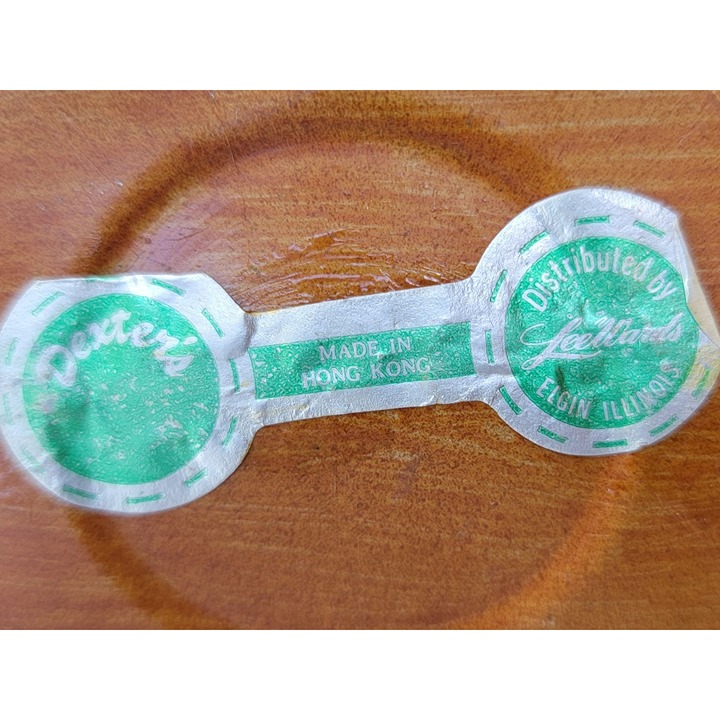 Dexter's
MADE IN
HONG KONG
Distributed by
LeeWards
ELGIN ILLINOIS